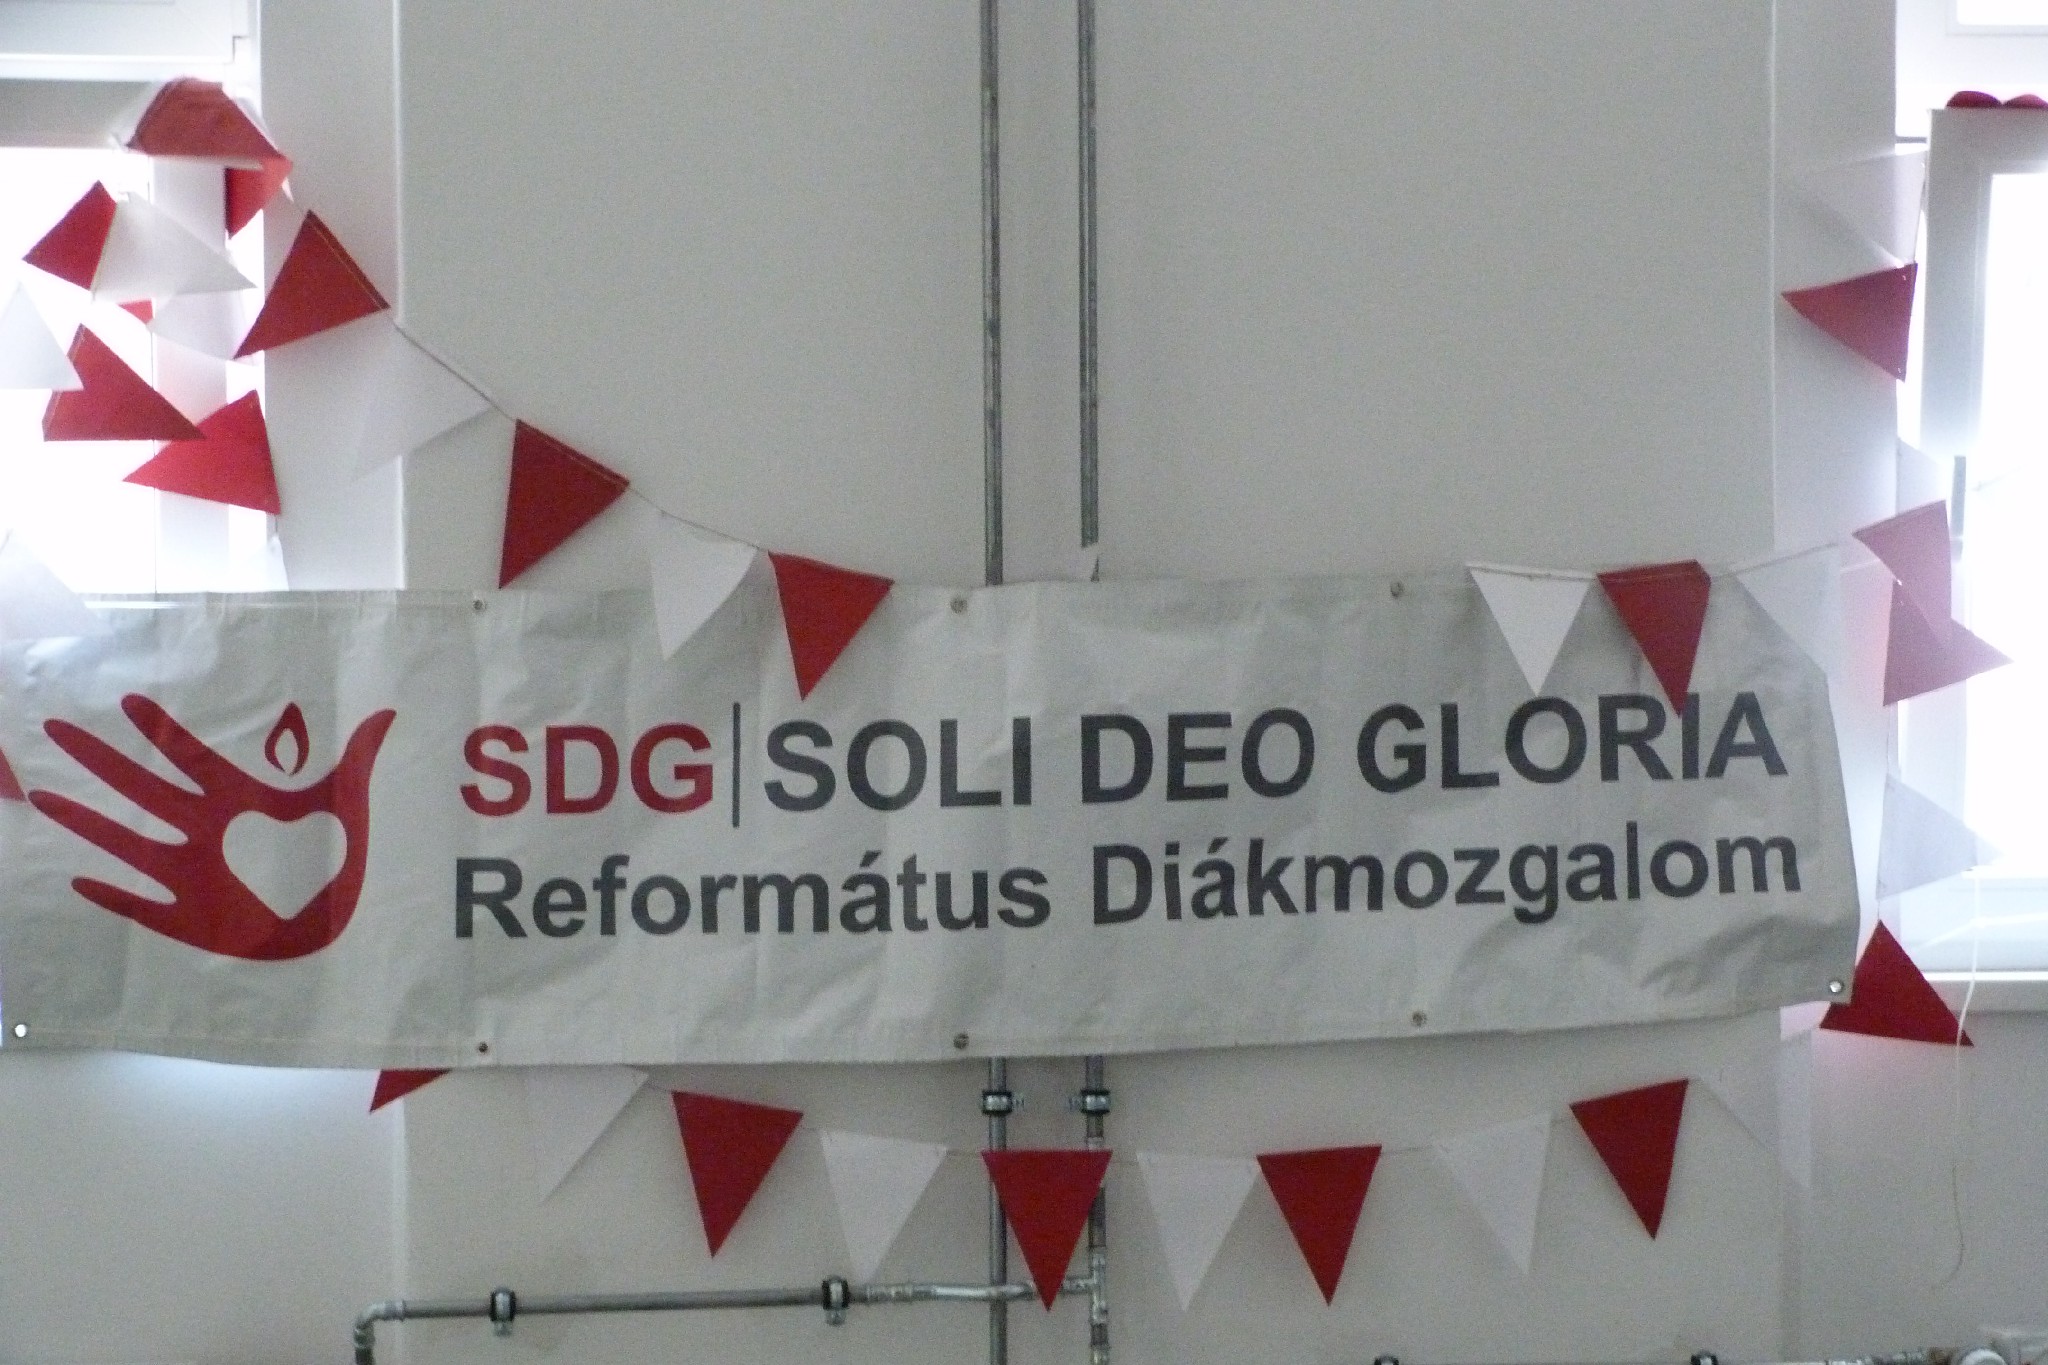 SDG|SOLI DEO GLORIA
Református Diákmozgalom